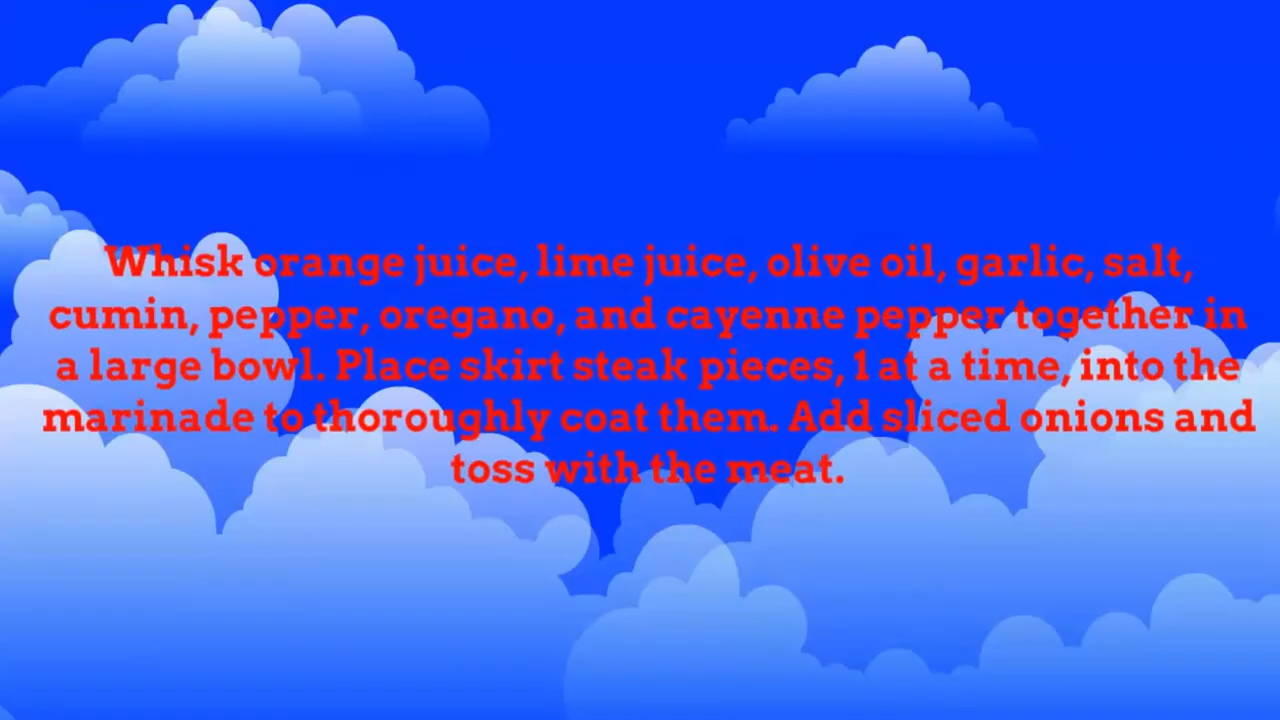 Whisk orange juice, lime juice, olive oil, garlic, salt,
cumin, pepper, oregano, and cayenne pepper together in
a large bowl. Place skirt steak pieces, 1 at a time, into the
marinade to thoroughly coat them. Add sliced onions and
toss with the meat.